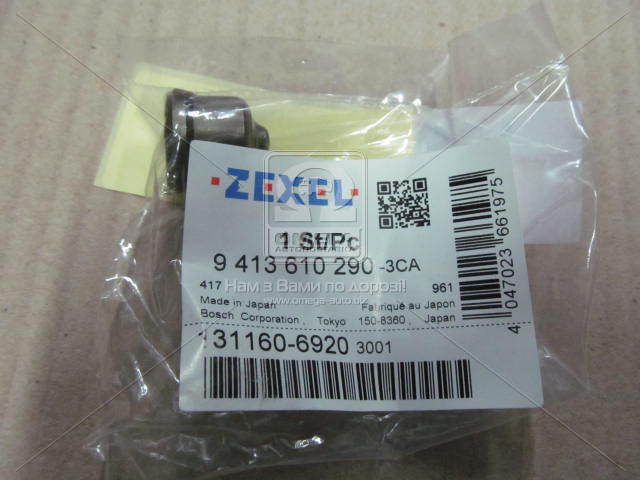 ZEXEL
1 St/Pc
9 413 610 290 -3CA
417 961
Нам з Вами по дорозі!
Made in Japan Fabriqué au Japon
www.omega-auto.biz
Bosch Corporation, Tokyo 150-8360, Japan
131160-6920 3001
4 047023 661975